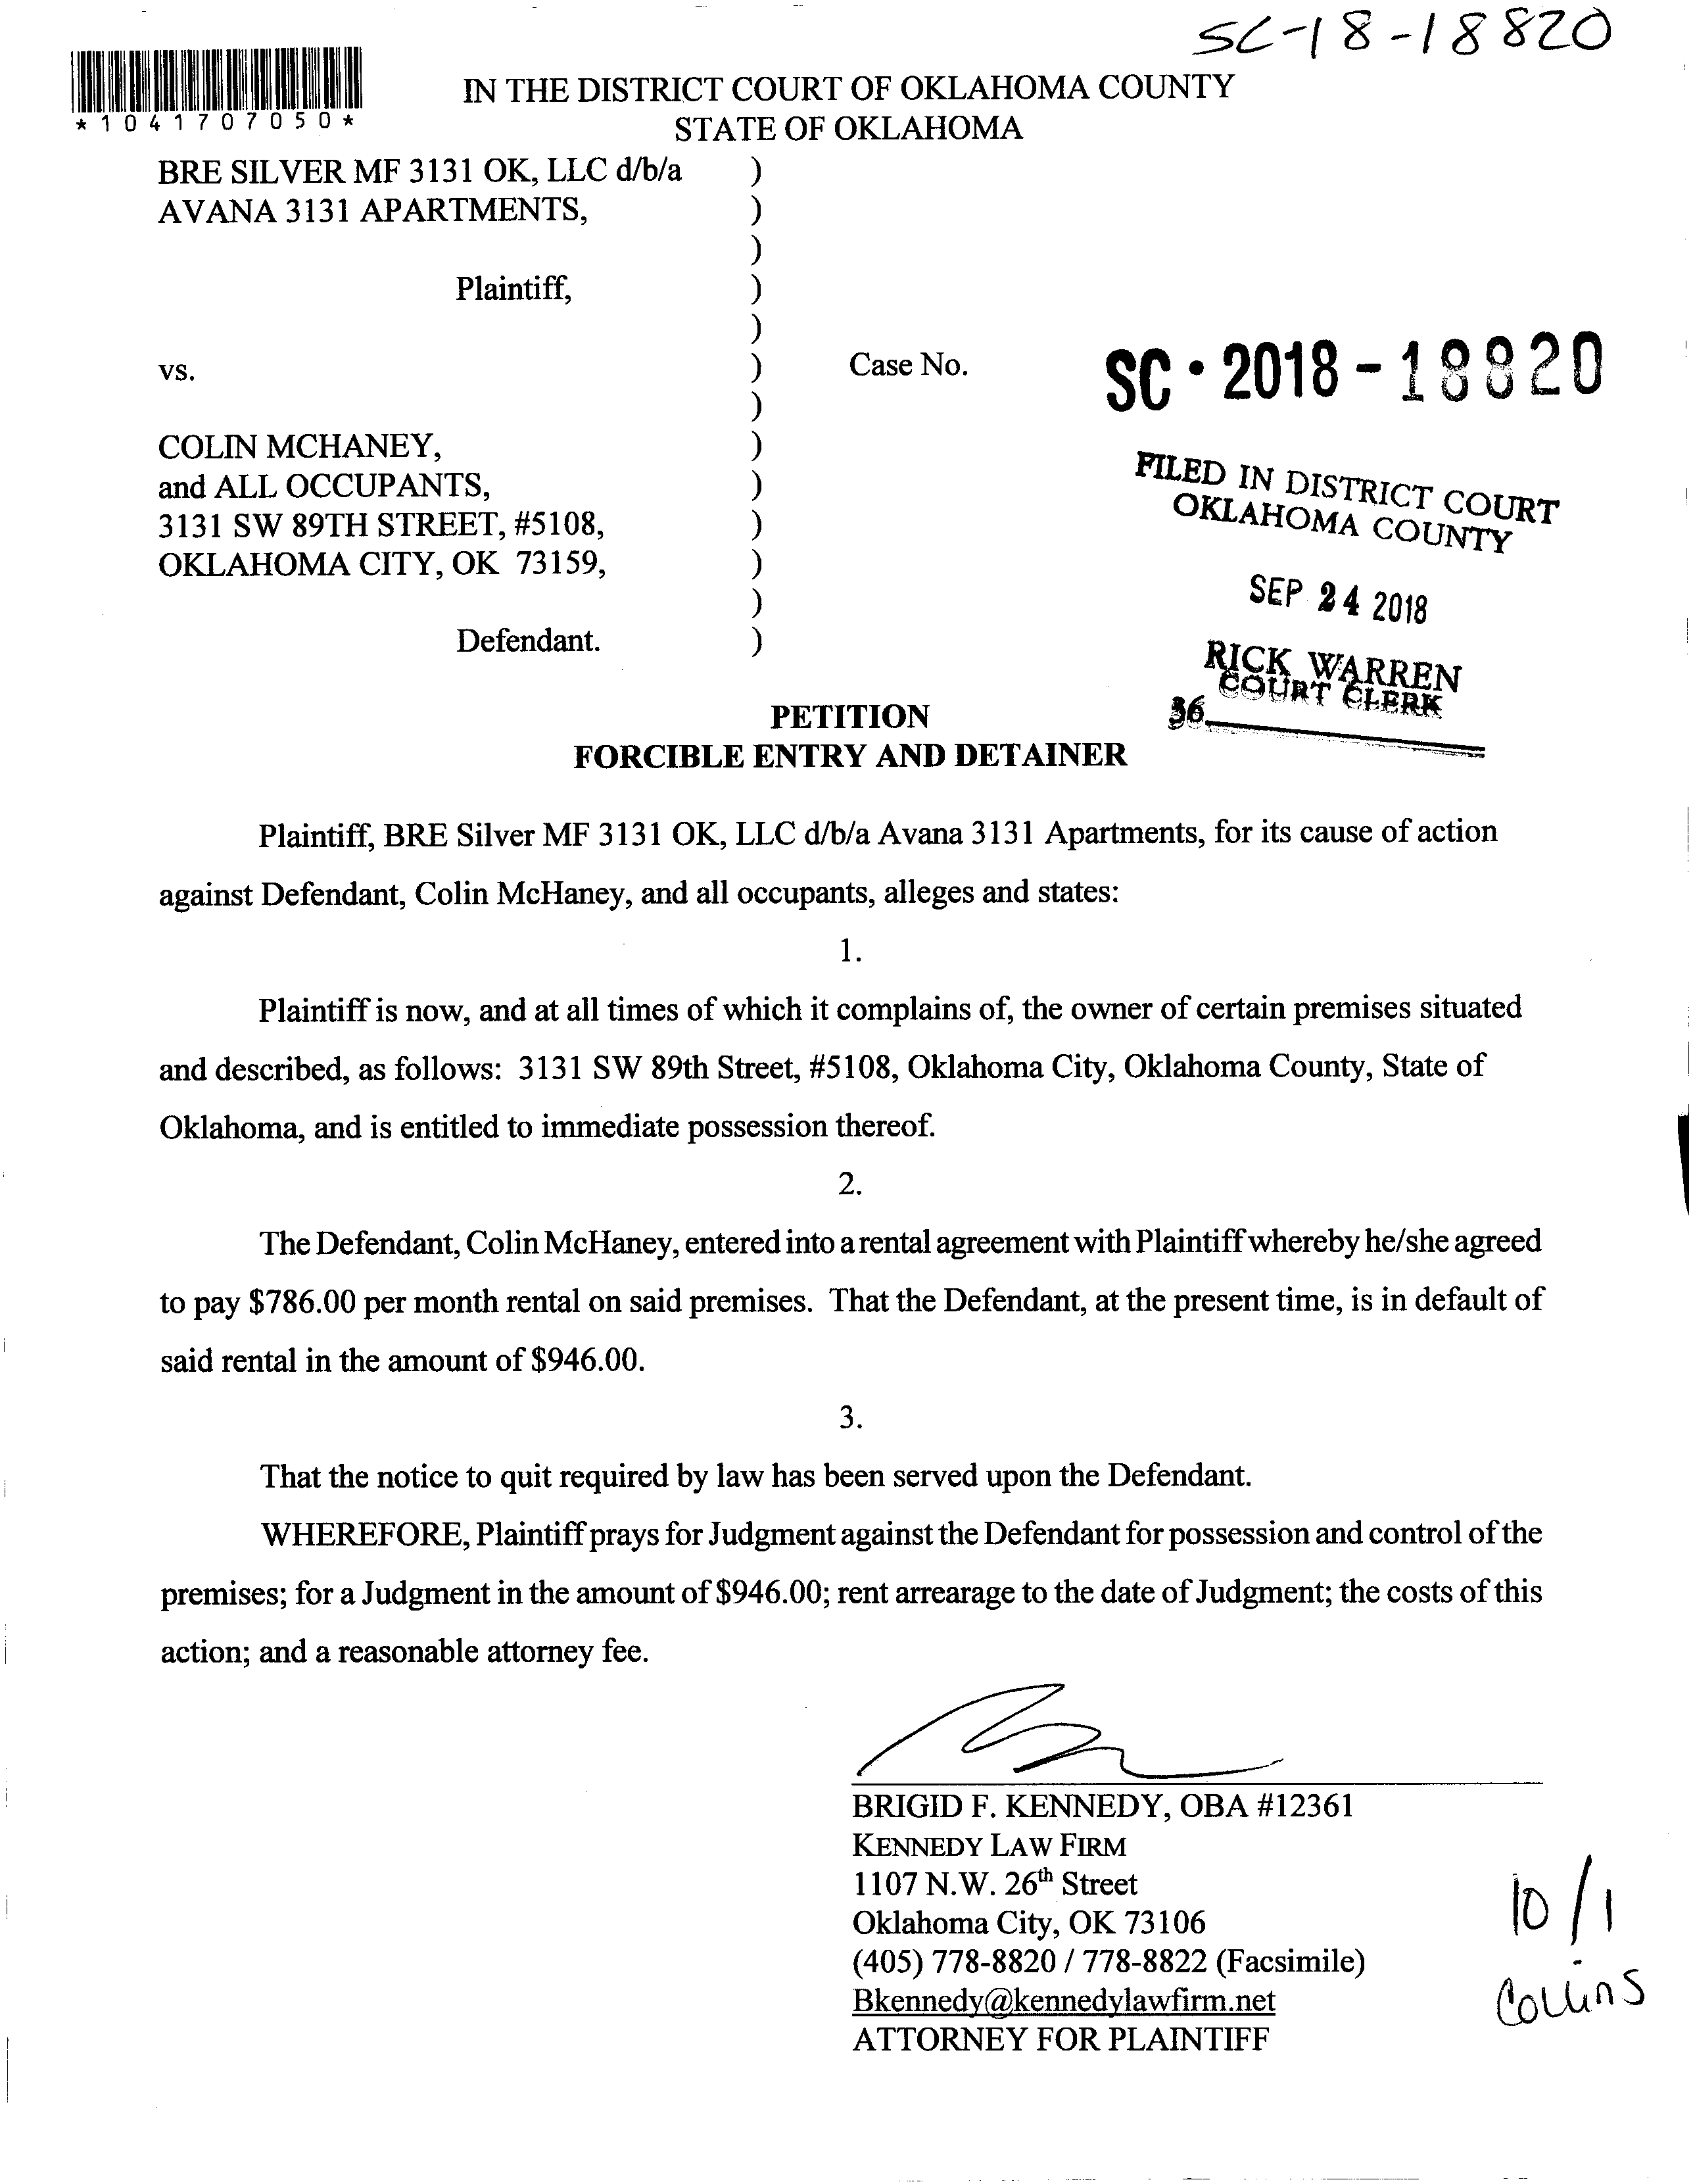 SC-18-18820
*1041707050*
IN THE DISTRICT COURT OF OKLAHOMA COUNTY
STATE OF OKLAHOMA
BRE SILVER MF 3131 OK, LLC d/b/a )
AVANA 3131 APARTMENTS, )
)
Plaintiff, )
)
vs. ) Case No. SC • 2018 - 18820
)
COLIN MCHANEY, )
and ALL OCCUPANTS, )
3131 SW 89TH STREET, #5108, )
OKLAHOMA CITY, OK 73159, )
)
Defendant. )
FILED IN DISTRICT COURT
OKLAHOMA COUNTY
SEP 24 2018
RICK WARREN
COURT CLERK
36
PETITION
FORCIBLE ENTRY AND DETAINER
Plaintiff, BRE Silver MF 3131 OK, LLC d/b/a Avana 3131 Apartments, for its cause of action
against Defendant, Colin McHaney, and all occupants, alleges and states:
1.
Plaintiff is now, and at all times of which it complains of, the owner of certain premises situated
and described, as follows: 3131 SW 89th Street, #5108, Oklahoma City, Oklahoma County, State of
Oklahoma, and is entitled to immediate possession thereof.
2.
The Defendant, Colin McHaney, entered into a rental agreement with Plaintiff whereby he/she agreed
to pay $786.00 per month rental on said premises. That the Defendant, at the present time, is in default of
said rental in the amount of $946.00.
3.
That the notice to quit required by law has been served upon the Defendant.
WHEREFORE, Plaintiff prays for Judgment against the Defendant for possession and control of the
premises; for a Judgment in the amount of $946.00; rent arrearage to the date of Judgment; the costs of this
action; and a reasonable attorney fee.
BRIGID F. KENNEDY, OBA #12361
KENNEDY LAW FIRM
1107 N.W. 26th Street
Oklahoma City, OK 73106
(405) 778-8820 / 778-8822 (Facsimile)
Bkennedy@kennedylawfirm.net
ATTORNEY FOR PLAINTIFF
10/1
Collins